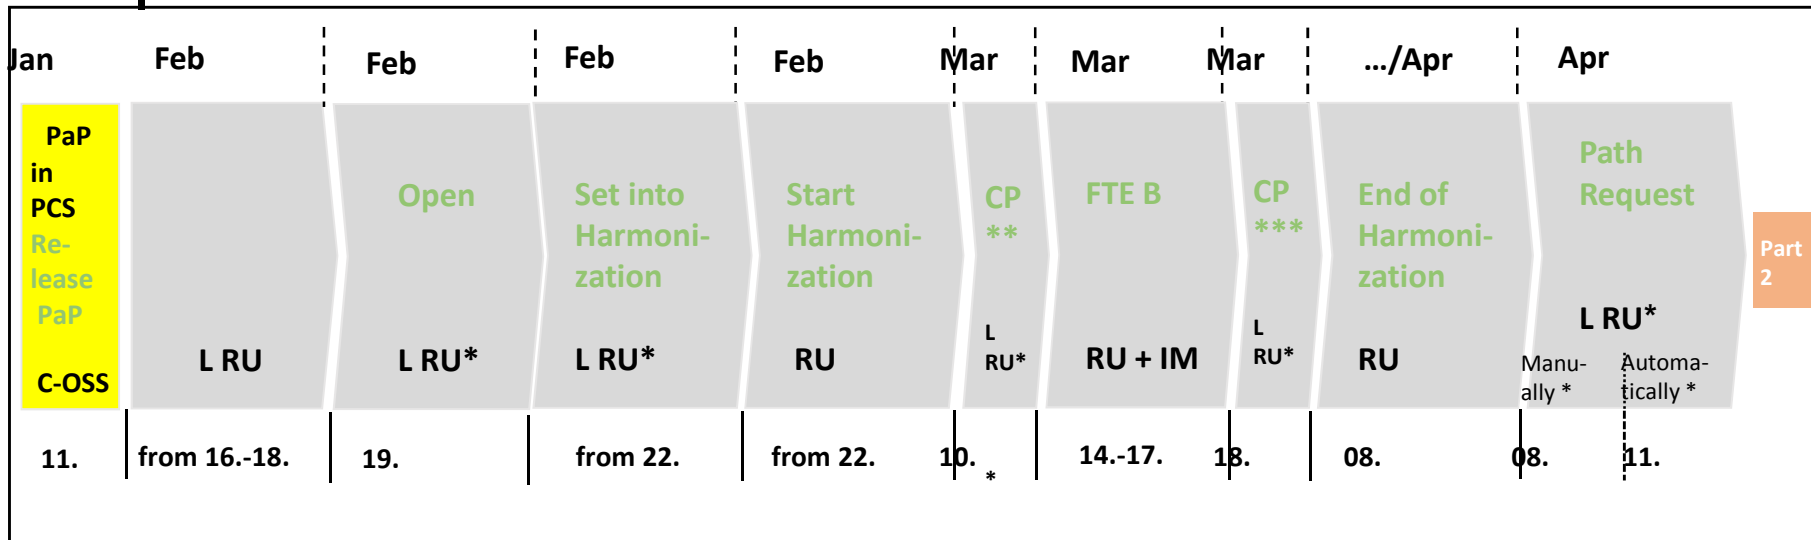 Jan Feb Feb Feb Feb Mar Mar Mar .../Apr Apr
PaP
in
PCS
Re-
lease
PaP
C-OSS
L RU
Open
L RU*
Set into
Harmoni-
zation
L RU*
Start
Harmoni-
zation
RU
CP
**
L
RU*
FTE B
RU + IM
CP
***
L
RU*
End of
Harmoni-
zation
RU
Path
Request
L RU*
Manu-
ally *
Automa-
tically *
Part
2
11. from 16.-18. 19. from 22. from 22. 10. 14.-17. 18. 08. 08. 11.
*